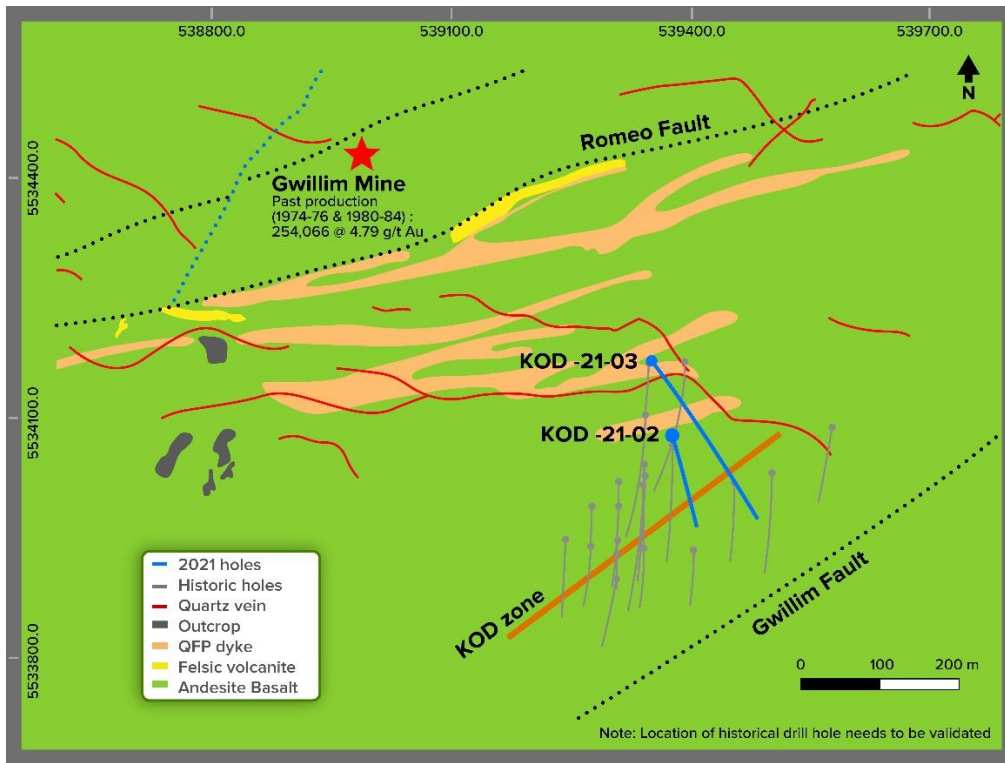 538800.0
539100.0
539400.0
539700.0
N
Romeo Fault
5534400.0
Gwillim Mine
Past production
(1974-76 & 1980-84) :
254,066 @ 4.79 g/t Au
KOD -21-03
5534100.0
KOD -21-02
2021 holes
Historic holes
Quartz vein
Outcrop
QFP dyke
Felsic volcanite
Andesite Basalt
KOD zone
Gwillim Fault
5533800.0
0 100 200 m
Note: Location of historical drill hole needs to be validated